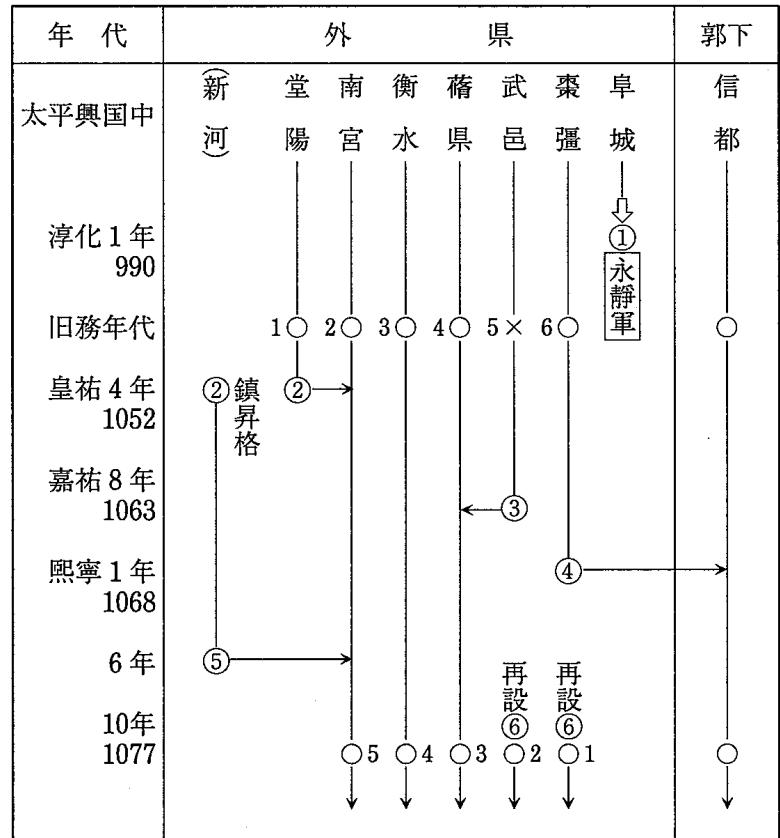 年代 外県 郭下
太平興国中 (新河) 堂陽 南宮 衡水 蓨県 武邑 棗彊 阜城 信都
淳化1年 ①
990 永靜軍
旧務年代 1○ 2○ 3○ 4○ 5× 6○ ○
皇祐4年 ② 鎮昇格 ②
1052
嘉祐8年
1063 ③
熙寧1年 ④
1068
6年 ⑤
再設 再設
10年 ⑥ ⑥
1077 ○5 ○4 ○3 ○2 ○1 ○